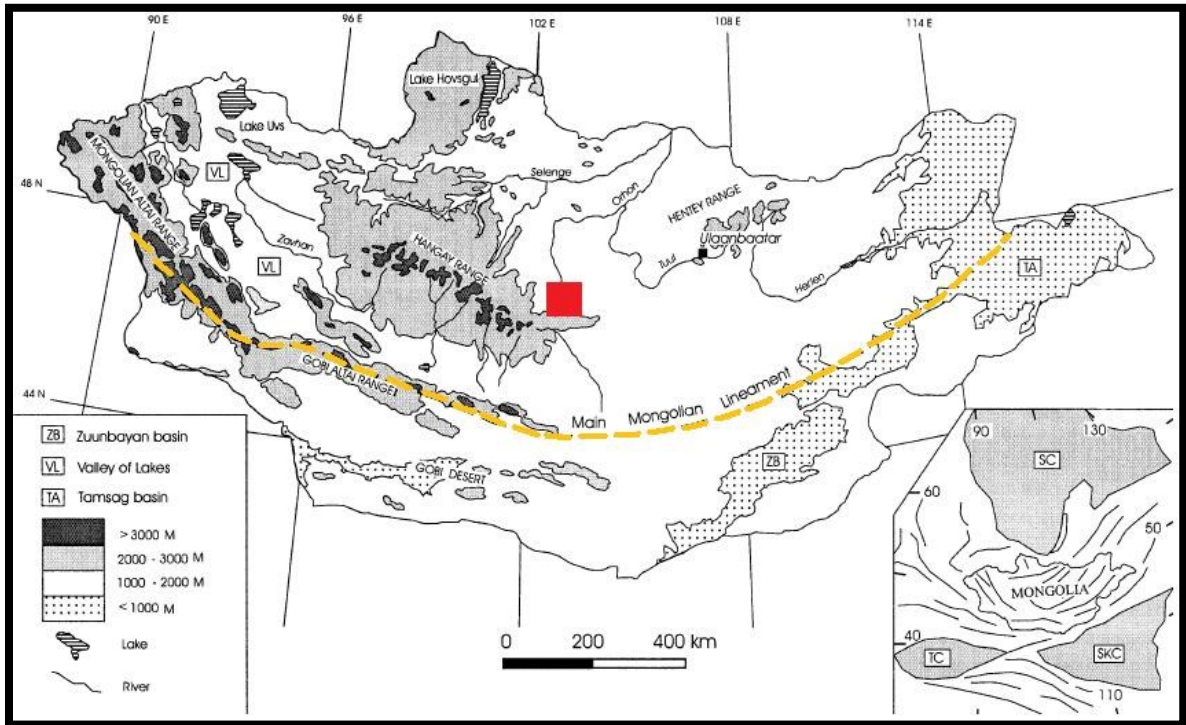 90 E
96 E
102 E
108 E
114 E
Lake Hovsgul
Lake Uvs
MONGOLIAN ALTAI RANGE
VL
48 N
Selenge
Orhon
HENTEY RANGE
Ulaanbaatar
Zavhan
HANGAY RANGE
Tuul
Herlen
VL
TA
GOBI ALTAI RANGE
44 N
Main Mongolian Lineament
ZB
GOBI DESERT
ZB Zuunbayan basin
VL Valley of Lakes
TA Tamsag basin
>3000 M
2000 - 3000 M
1000 - 2000 M
<1000 M
Lake
River
0 200 400 km
90
130
SC
60
50
MONGOLIA
40
TC
SKC
110